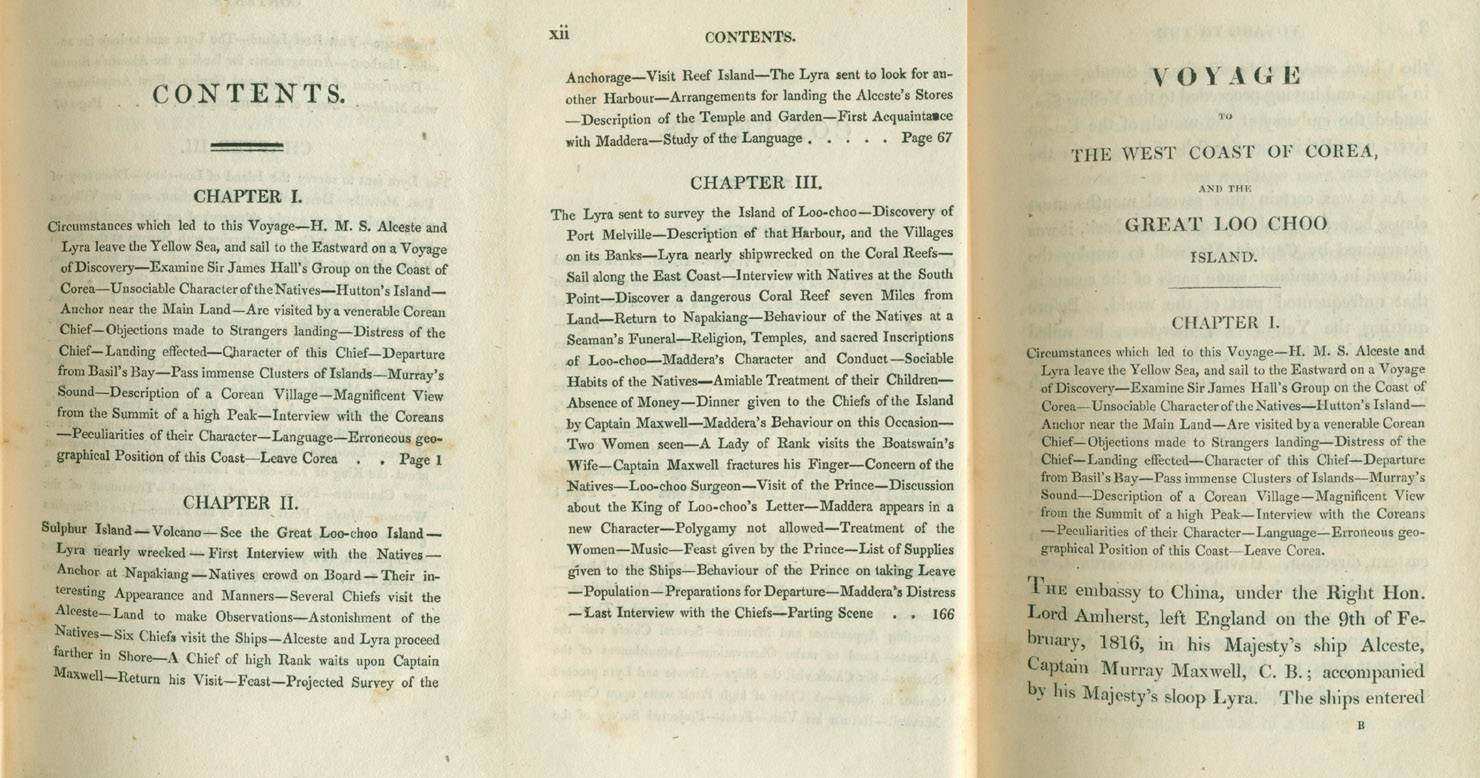 CONTENTS.
CHAPTER I.
Circumstances which led to this Voyage—H. M. S. Alceste and
Lyra leave the Yellow Sea, and sail to the Eastward on a Voyage
of Discovery—Examine Sir James Hall's Group on the Coast of
Corea—Unsociable Character of the Natives—Hutton's Island—
Anchor near the Main Land—Are visited by a venerable Corean
Chief—Objections made to Strangers landing—Distress of the
Chief—Landing effected—Character of this Chief—Departure
from Basil's Bay—Pass immense Clusters of Islands—Murray's
Sound—Description of a Corean Village—Magnificent View
from the Summit of a high Peak—Interview with the Coreans
—Peculiarities of their Character—Language—Erroneous geo-
graphical Position of this Coast—Leave Corea . . Page 1
CHAPTER II.
Sulphur Island—Volcano—See the Great Loo-choo Island—
Lyra nearly wrecked—First Interview with the Natives—
Anchor at Napakiang—Natives crowd on Board—Their in-
teresting Appearance and Manners—Several Chiefs visit the
Alceste—Land to make Observations—Astonishment of the
Natives—Six Chiefs visit the Ships—Alceste and Lyra proceed
farther in Shore—A Chief of high Rank waits upon Captain
Maxwell—Return his Visit—Feast—Projected Survey of the
xii CONTENTS.
Anchorage—Visit Reef Island—The Lyra sent to look for an-
other Harbour—Arrangements for landing the Alceste's Stores
—Description of the Temple and Garden—First Acquaintance
with Maddera—Study of the Language . . . . . Page 67
CHAPTER III.
The Lyra sent to survey the Island of Loo-choo—Discovery of
Port Melville—Description of that Harbour, and the Villages
on its Banks—Lyra nearly shipwrecked on the Coral Reefs—
Sail along the East Coast—Interview with Natives at the South
Point—Discover a dangerous Coral Reef seven Miles from
Land—Return to Napakiang—Behaviour of the Natives at a
Seaman's Funeral—Religion, Temples, and sacred Inscriptions
of Loo-choo—Maddera's Character and Conduct—Sociable
Habits of the Natives—Amiable Treatment of their Children—
Absence of Money—Dinner given to the Chiefs of the Island
by Captain Maxwell—Maddera's Behaviour on this Occasion—
Two Women seen—A Lady of Rank visits the Boatswain's
Wife—Captain Maxwell fractures his Finger—Concern of the
Natives—Loo-choo Surgeon—Visit of the Prince—Discussion
about the King of Loo-choo's Letter—Maddera appears in a
new Character—Polygamy not allowed—Treatment of the
Women—Music—Feast given by the Prince—List of Supplies
given to the Ships—Behaviour of the Prince on taking Leave
—Population—Preparations for Departure—Maddera's Distress
—Last Interview with the Chiefs—Parting Scene . . 166
VOYAGE
TO
THE WEST COAST OF COREA,
AND THE
GREAT LOO CHOO
ISLAND.
CHAPTER I.
Circumstances which led to this Voyage—H. M. S. Alceste and
Lyra leave the Yellow Sea, and sail to the Eastward on a Voyage
of Discovery—Examine Sir James Hall's Group on the Coast of
Corea—Unsociable Character of the Natives—Hutton's Island—
Anchor near the Main Land—Are visited by a venerable Corean
Chief—Objections made to Strangers landing—Distress of the
Chief—Landing effected—Character of this Chief—Departure
from Basil's Bay—Pass immense Clusters of Islands—Murray's
Sound—Description of a Corean Village—Magnificent View
from the Summit of a high Peak—Interview with the Coreans
—Peculiarities of their Character—Language—Erroneous geo-
graphical Position of this Coast—Leave Corea.
THE embassy to China, under the Right Hon.
Lord Amherst, left England on the 9th of Fe-
bruary, 1816, in his Majesty's ship Alceste,
Captain Murray Maxwell, C. B.; accompanied
by his Majesty's sloop Lyra. The ships entered
B